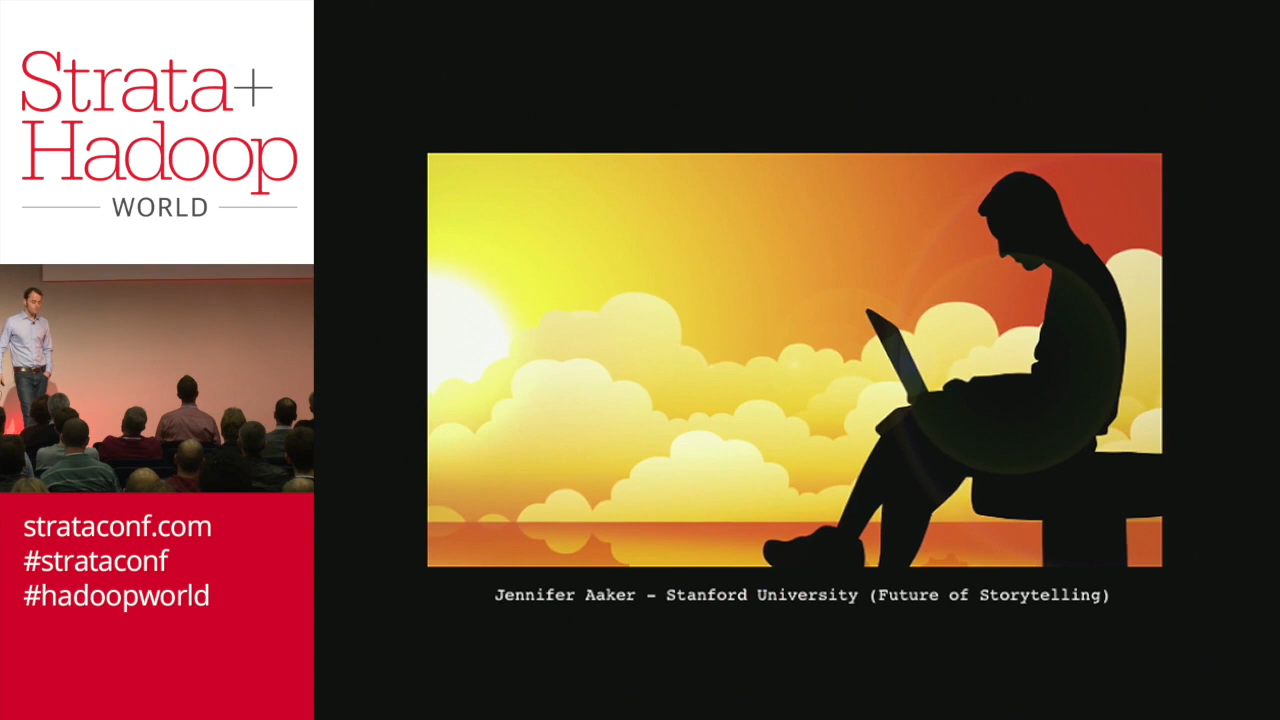 Strata+
Hadoop
WORLD
strataconf.com
#strataconf
#hadoopworld
Jennifer Aaker – Stanford University (Future of Storytelling)